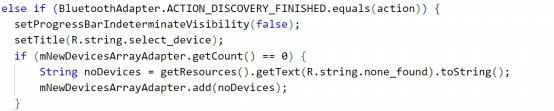 else if (BluetoothAdapter.ACTION_DISCOVERY_FINISHED.equals(action)) {
  setProgressBarIndeterminateVisibility(false);
  setTitle(R.string.select_device);
  if (mNewDevicesArrayAdapter.getCount() == 0) {
    String noDevices = getResources().getText(R.string.none_found).toString();
    mNewDevicesArrayAdapter.add(noDevices);
  }